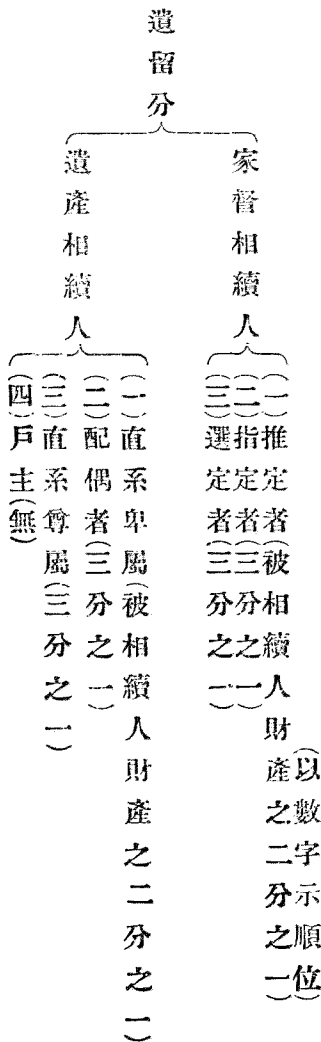 遺留分
家督相續人
(以數字示順位)
(一)推定者(被相續人財產之二分之一)
(二)指定者(三分之一)
(三)選定者(三分之一)
遺產相續人
(一)直系卑屬(被相續人財產之二分之一)
(二)配偶者(三分之一)
(三)直系尊屬(三分之一)
(四)戶主(無)